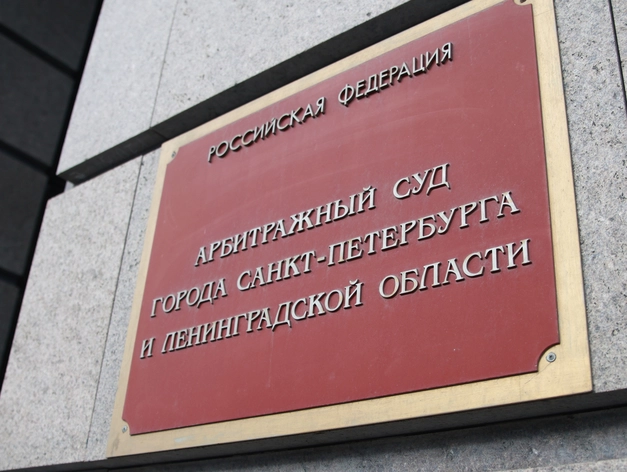 РОССИЙСКАЯ ФЕДЕРАЦИЯ
АРБИТРАЖНЫЙ СУД
ГОРОДА САНКТ-ПЕТЕРБУРГА
И ЛЕНИНГРАДСКОЙ ОБЛАСТИ